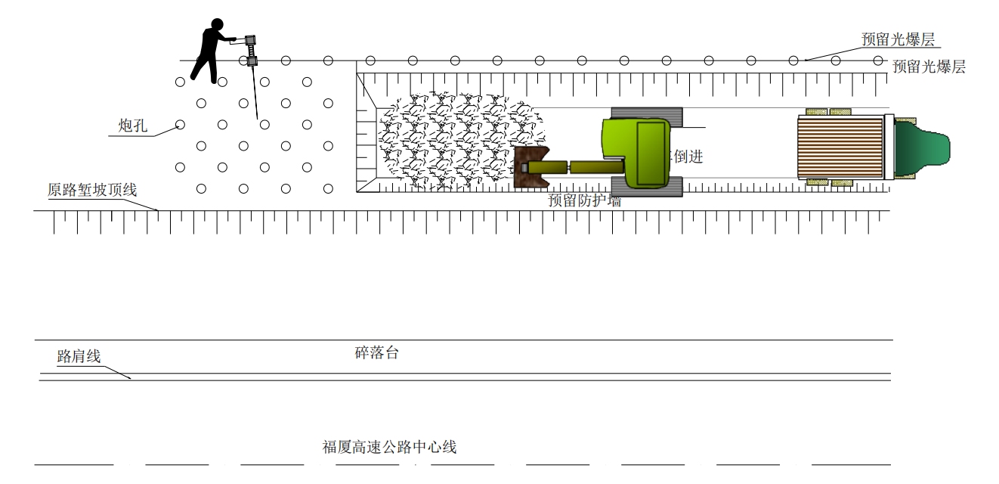 预留光爆层
预留光爆层
炮孔
倒进
原路堑坡顶线
预留防护墙
碎落台
路肩线
福厦高速公路中心线